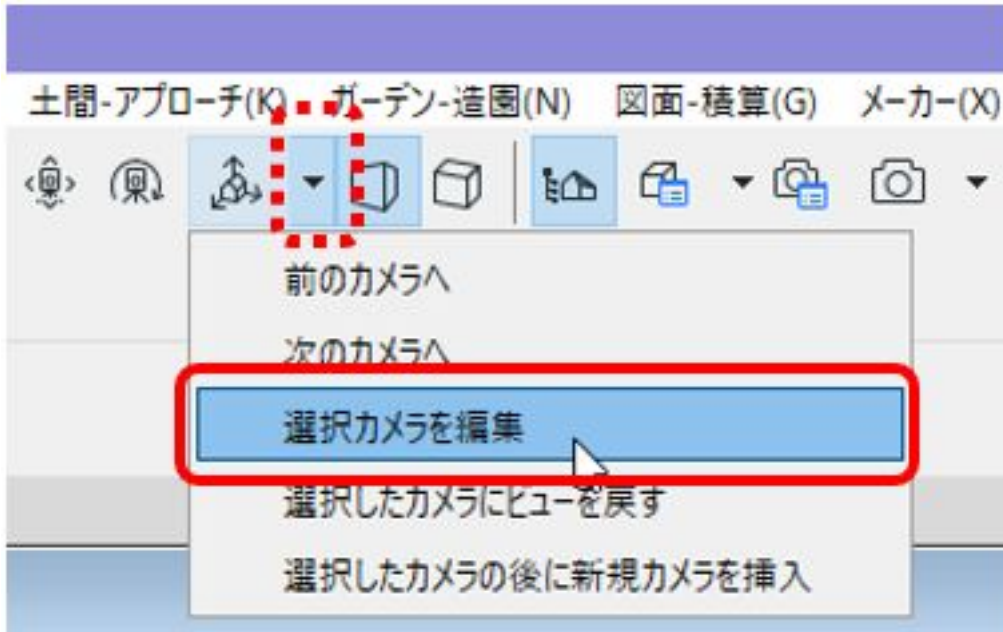 土間-アプローチ(K) ガーデン-造園(N) 図面-積算(G) メーカー(X)
前のカメラへ
次のカメラへ
選択カメラを編集
選択したカメラにビューを戻す
選択したカメラの後に新規カメラを挿入